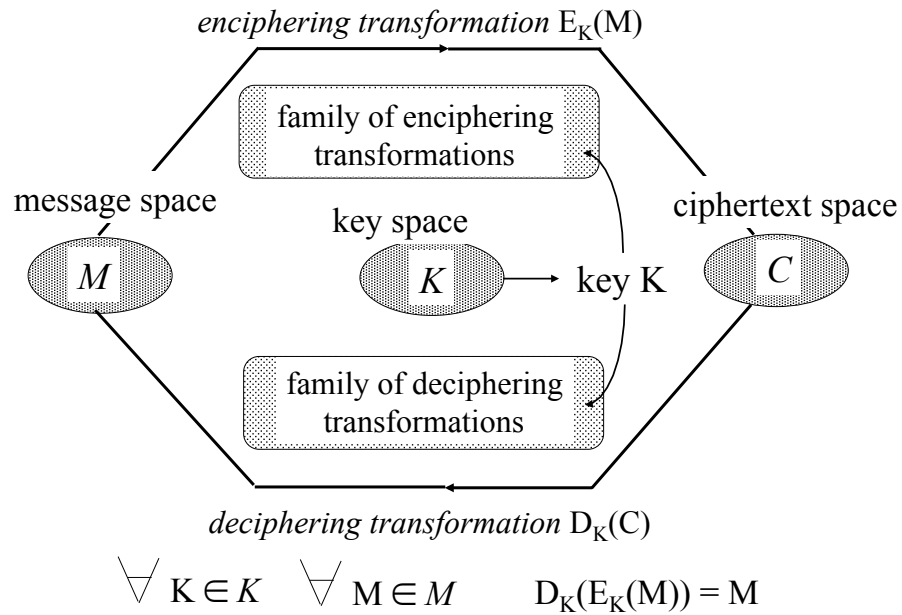 enciphering transformation E_K(M)
family of enciphering
transformations
message space
key space
ciphertext space
M
K
key K
C
family of deciphering
transformations
deciphering transformation D_K(C)
∀ K ∈ K ∀ M ∈ M D_K(E_K(M)) = M